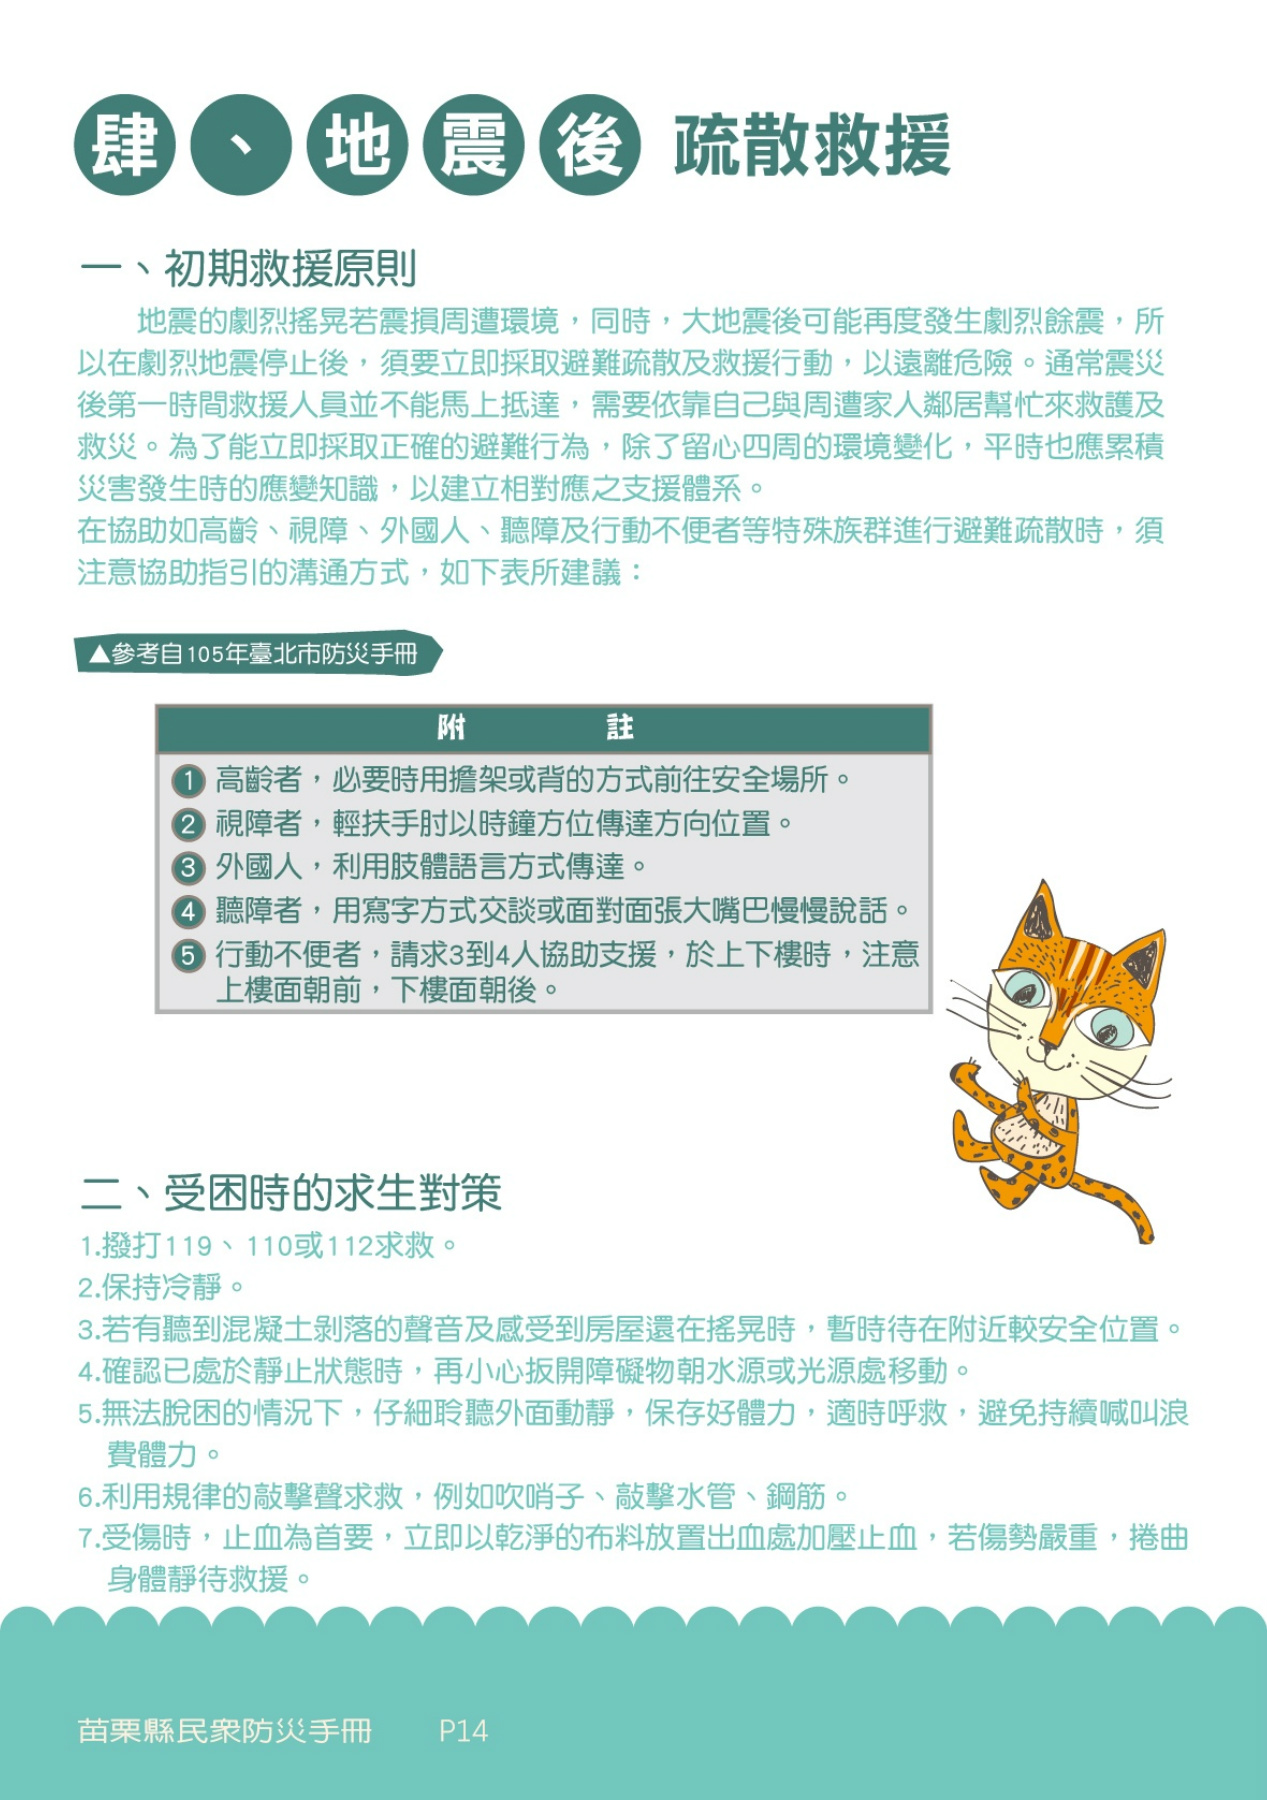 肆、地震後 疏散救援
一、初期救援原則
地震的劇烈搖晃若震損周遭環境，同時，大地震後可能再度發生劇烈餘震，所
以在劇烈地震停止後，須要立即採取避難疏散及救援行動，以遠離危險。通常震災
後第一時間救援人員並不能馬上抵達，需要依靠自己與周遭家人鄰居幫忙來救護及
救災。為了能立即採取正確的避難行為，除了留心四周的環境變化，平時也應累積
災害發生時的應變知識，以建立相對應之支援體系。
在協助如高齡、視障、外國人、聽障及行動不便者等特殊族群進行避難疏散時，須
注意協助指引的溝通方式，如下表所建議：
▲參考自105年臺北市防災手冊
附 註
1 高齡者，必要時用擔架或背的方式前往安全場所。
2 視障者，輕扶手肘以時鐘方位傳達方向位置。
3 外國人，利用肢體語言方式傳達。
4 聽障者，用寫字方式交談或面對面張大嘴巴慢慢說話。
5 行動不便者，請求3到4人協助支援，於上下樓時，注意
上樓面朝前，下樓面朝後。
二、受困時的求生對策
1.撥打119、110或112求救。
2.保持冷靜。
3.若有聽到混凝土剝落的聲音及感受到房屋還在搖晃時，暫時待在附近較安全位置。
4.確認已處於靜止狀態時，再小心扳開障礙物朝水源或光源處移動。
5.無法脫困的情況下，仔細聆聽外面動靜，保存好體力，適時呼救，避免持續喊叫浪
費體力。
6.利用規律的敲擊聲求救，例如吹哨子、敲擊水管、鋼筋。
7.受傷時，止血為首要，立即以乾淨的布料放置出血處加壓止血，若傷勢嚴重，捲曲
身體靜待救援。
苗栗縣民眾防災手冊 P14